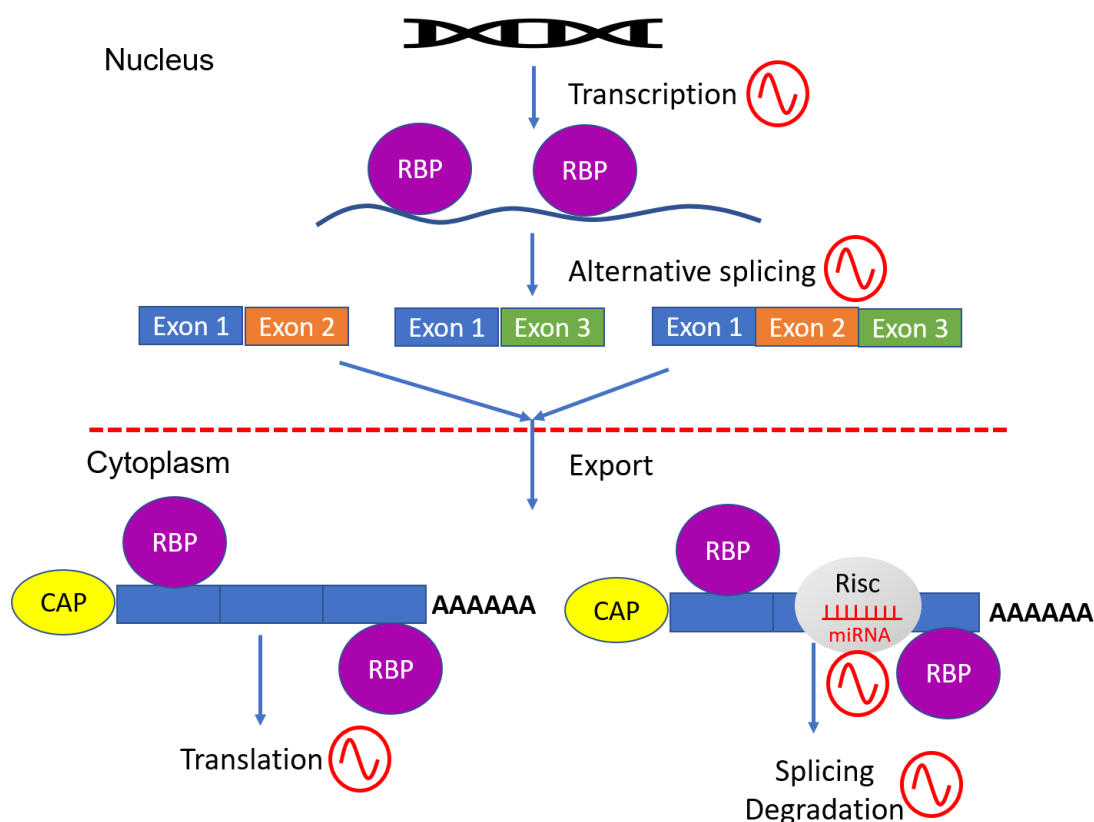 Nucleus
Transcription
RBP
RBP
Alternative splicing
Exon 1
Exon 2
Exon 1
Exon 3
Exon 1
Exon 2
Exon 3
Cytoplasm
Export
RBP
CAP
AAAAAA
RBP
Translation
RBP
CAP
Risc
miRNA
AAAAAA
RBP
Splicing
Degradation